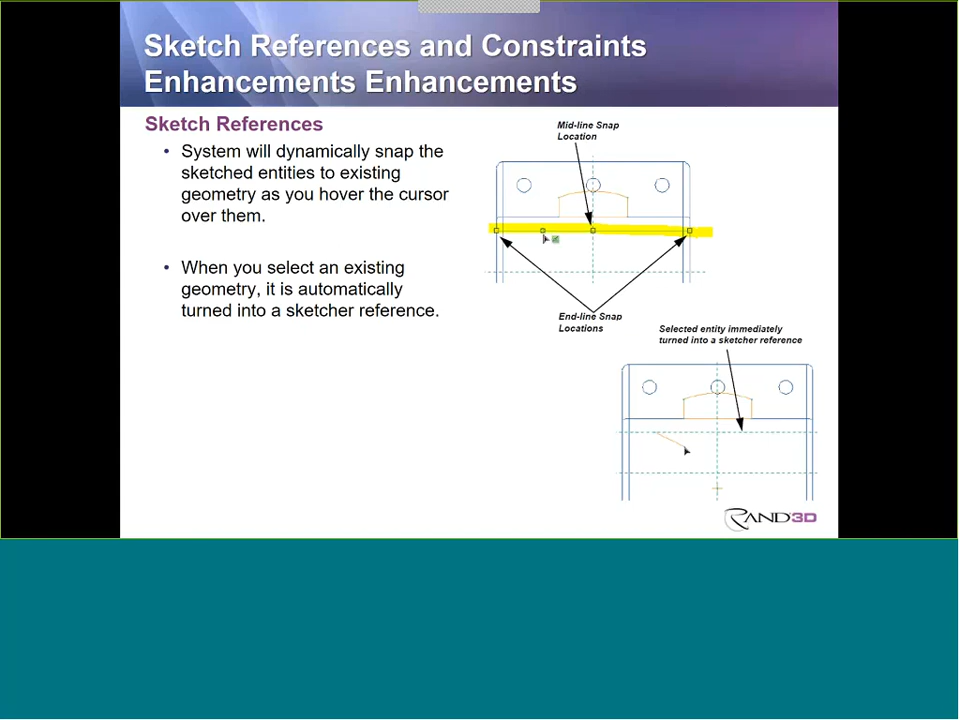 Sketch References and Constraints
Enhancements Enhancements
Sketch References
• System will dynamically snap the
sketched entities to existing
geometry as you hover the cursor
over them.
• When you select an existing
geometry, it is automatically
turned into a sketcher reference.
Mid-line Snap
Location
End-line Snap
Locations
Selected entity immediately
turned into a sketcher reference
RAND 3D